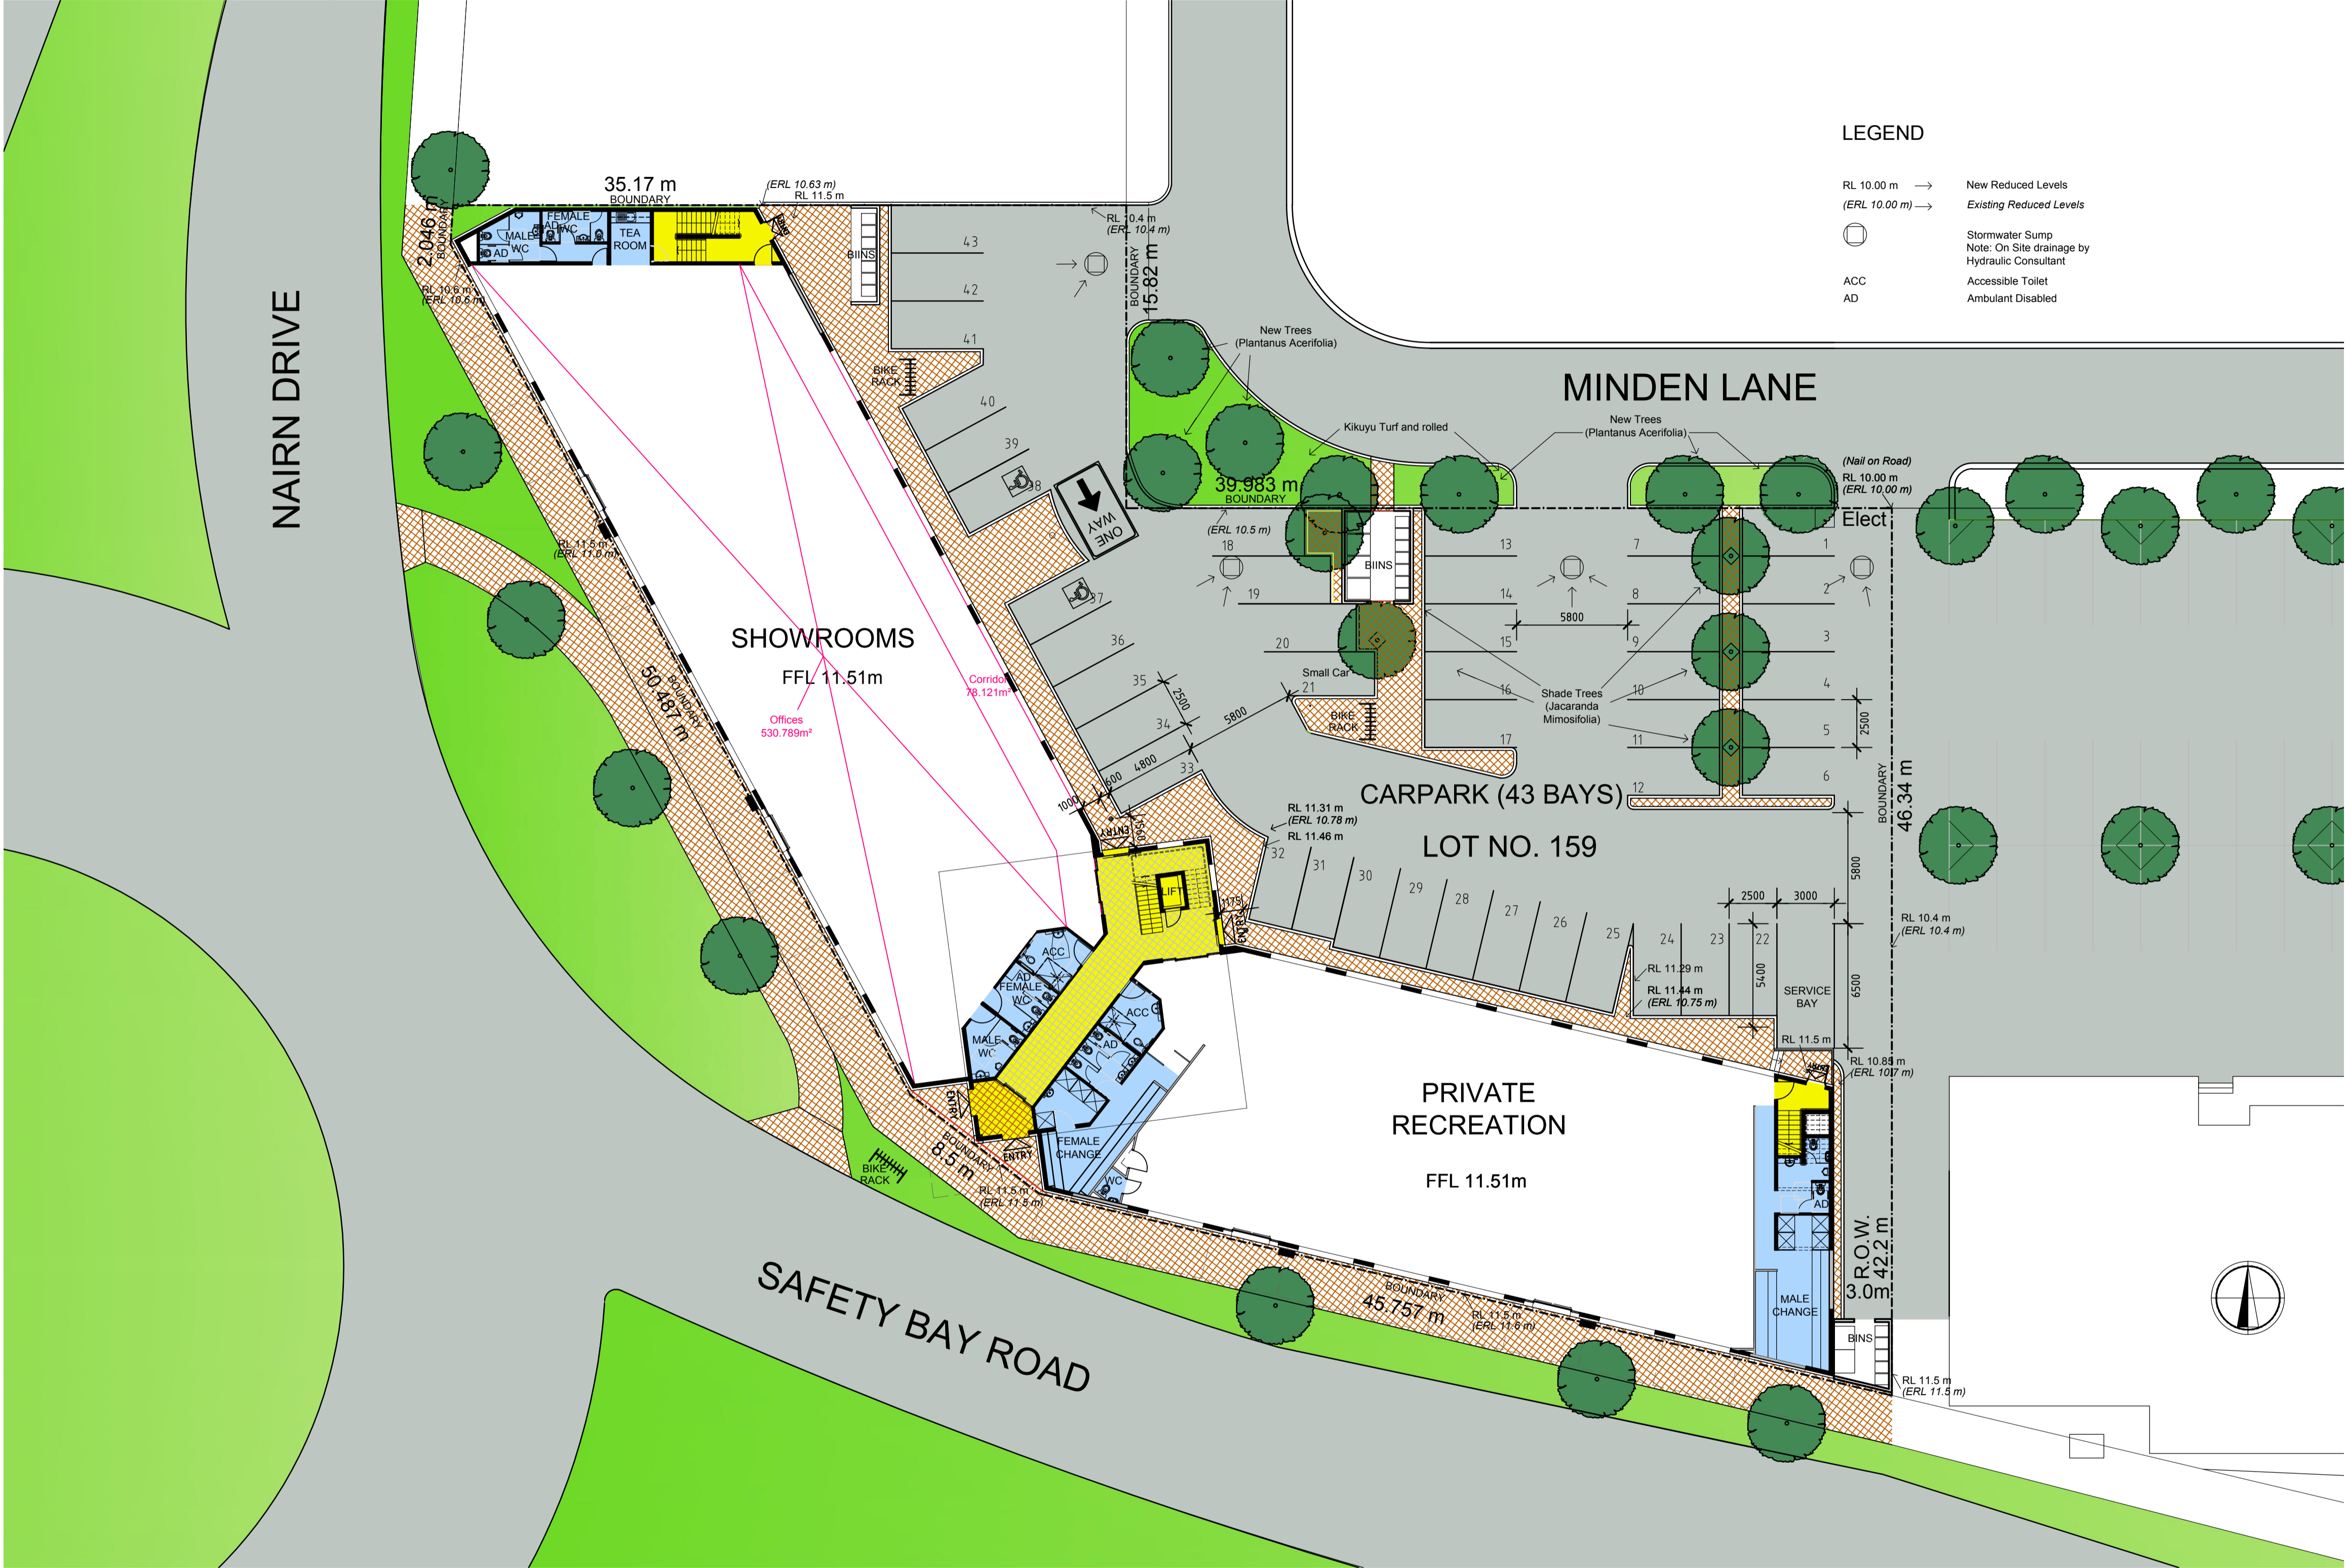 LEGEND
RL 10.00 m New Reduced Levels
(ERL 10.00 m) Existing Reduced Levels
Stormwater Sump
Note: On Site drainage by
Hydraulic Consultant
ACC Accessible Toilet
AD Ambulant Disabled
35.17 m
BOUNDARY
(ERL 10.63 m)
RL 11.5 m
2.046 m
BOUNDARY
MALE
WC
AD
FEMALE
WC
AD
TEA
ROOM
ENTRY
BIINS
RL 10.6 m
(ERL 10.6 m)
43
42
41
BIKE
RACK
40
39
38
RL 10.4 m
(ERL 10.4 m)
BOUNDARY
15.82 m
New Trees
(Plantanus Acerifolia)
Kikuyu Turf and rolled
MINDEN LANE
New Trees
(Plantanus Acerifolia)
(Nail on Road)
RL 10.00 m
(ERL 10.00 m)
Elect
39.983 m
BOUNDARY
(ERL 10.5 m)
ONE
WAY
NAIRN DRIVE
RL 11.5 m
(ERL 11.0 m)
18
19
20
Small Car
21
BIINS
BIKE
RACK
13
14
15
16
17
5800
7
8
9
10
11
12
1
2
3
4
5
6
2500
Shade Trees
(Jacaranda
Mimosifolia)
SHOWROOMS
FFL 11.51m
Offices
530.789m²
Corridor
78.121m²
50.487 m
BOUNDARY
37
36
35
34
33
2500
5800
4800
600
1000
1560
ENTRY
CARPARK (43 BAYS)
LOT NO. 159
RL 11.31 m
(ERL 10.78 m)
RL 11.46 m
BOUNDARY
46.34 m
32
31
30
29
28
27
26
25
24
23
22
2500
3000
5800
5400
6500
SERVICE
BAY
RL 10.4 m
(ERL 10.4 m)
LIFT
1175
ENTRY
RL 11.29 m
RL 11.44 m
(ERL 10.75 m)
RL 11.5 m
ENTRY
RL 10.85 m
(ERL 10.7 m)
ACC
AD
FEMALE
WC
MALE
WC
ACC
AD
FEMALE
CHANGE
WC
ENTRY
ENTRY
PRIVATE
RECREATION
FFL 11.51m
BOUNDARY
8.5 m
BIKE
RACK
RL 11.5 m
(ERL 11.5 m)
AD
MALE
CHANGE
R.O.W.
3.0m
42.2 m
BINS
RL 11.5 m
(ERL 11.5 m)
BOUNDARY
45.757 m
RL 11.5 m
(ERL 11.6 m)
SAFETY BAY ROAD